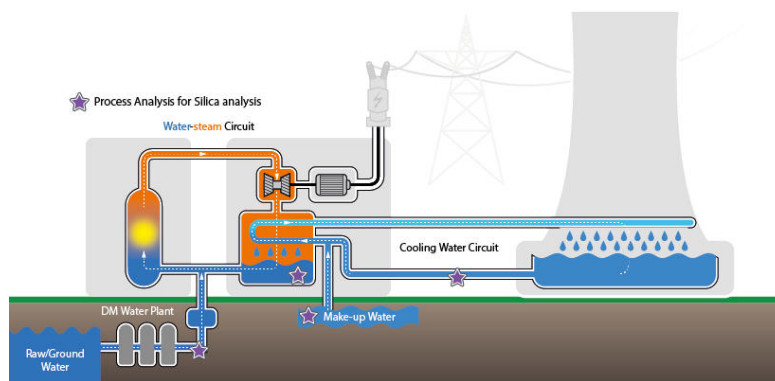 Process Analysis for Silica analysis
Water-steam Circuit
Cooling Water Circuit
DM Water Plant
Make-up Water
Raw/Ground
Water